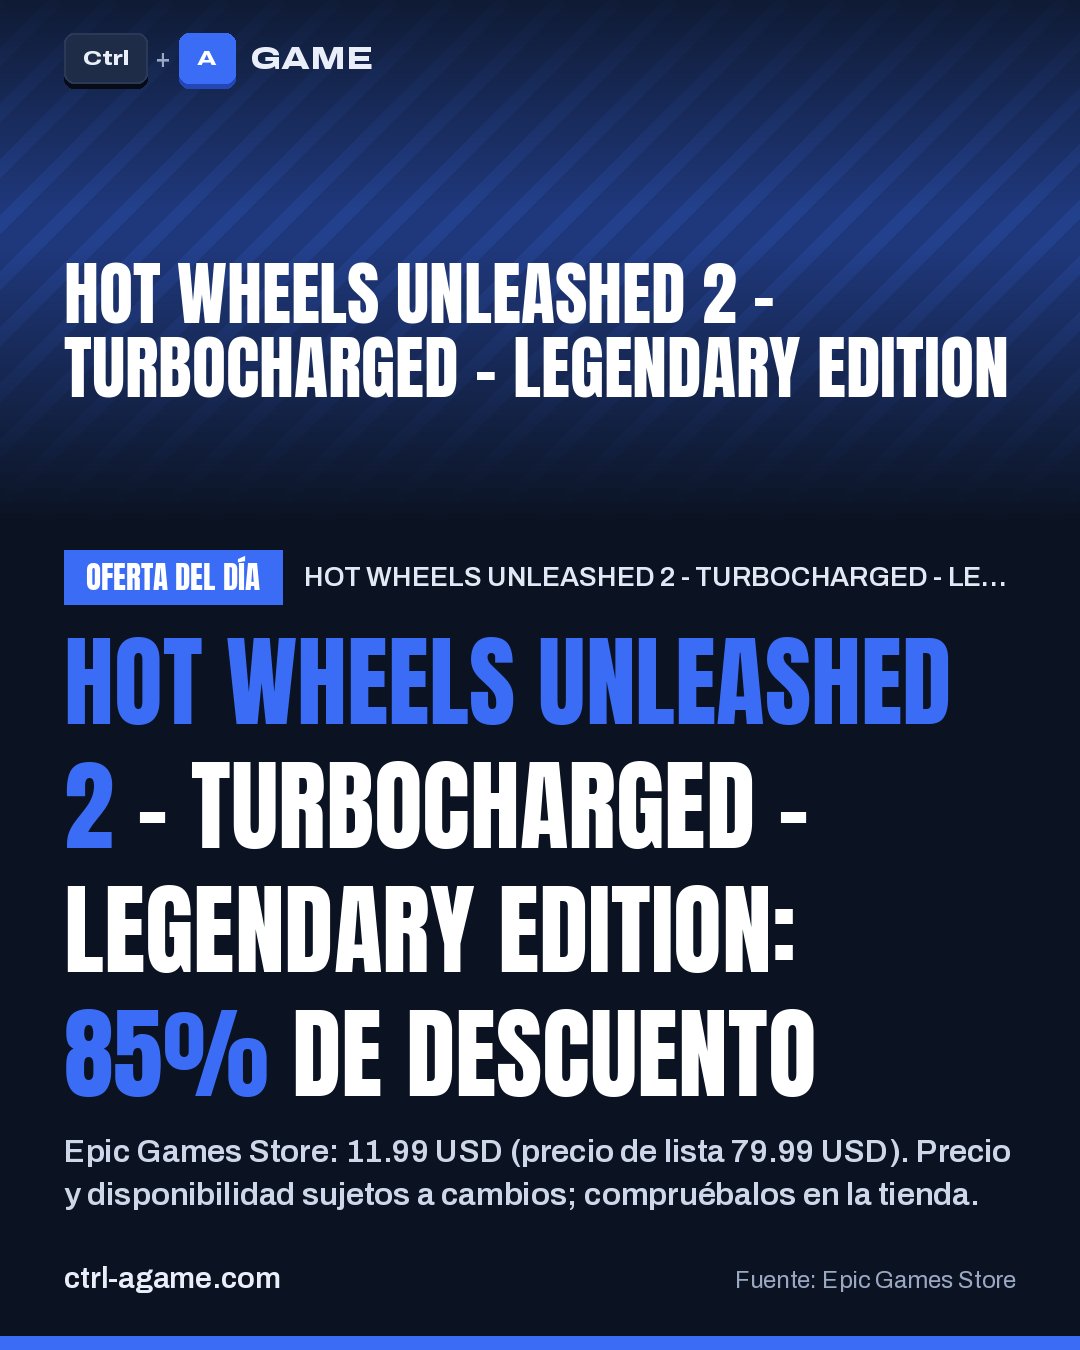 Ctrl + A GAME
HOT WHEELS UNLEASHED 2 -
TURBOCHARGED - LEGENDARY EDITION
OFERTA DEL DÍA HOT WHEELS UNLEASHED 2 - TURBOCHARGED - LE...
HOT WHEELS UNLEASHED
2 - TURBOCHARGED -
LEGENDARY EDITION:
85% DE DESCUENTO
Epic Games Store: 11.99 USD (precio de lista 79.99 USD). Precio
y disponibilidad sujetos a cambios; compruébalos en la tienda.
ctrl-agame.com Fuente: Epic Games Store